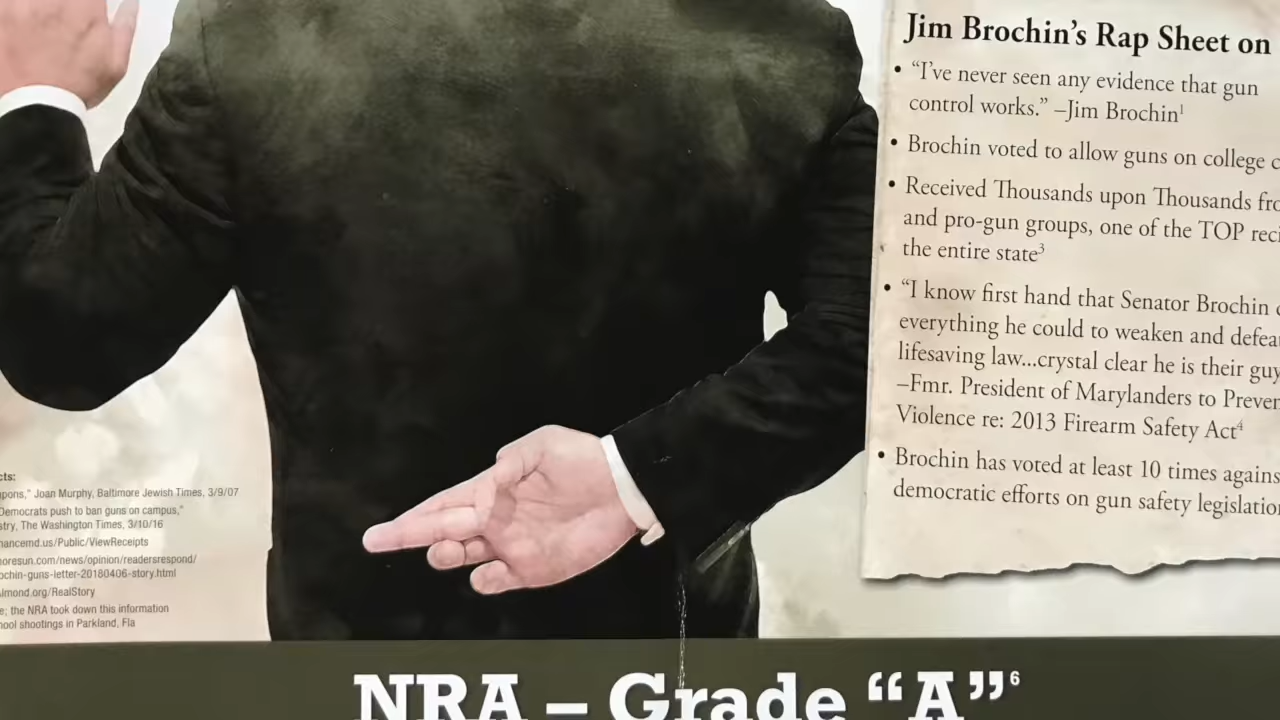 Jim Brochin's Rap Sheet on
• “I've never seen any evidence that gun
control works.” –Jim Brochin¹
• Brochin voted to allow guns on college
• Received Thousands upon Thousands
and pro-gun groups, one of the TOP
the entire state³
• “I know first hand that Senator Brochin
everything he could to weaken and
lifesaving law...crystal clear he is their guy
–Fmr. President of Marylanders to
Violence re: 2013 Firearm Safety Act⁴
• Brochin has voted at least 10 times
democratic efforts on gun safety
cts:
pons,” Joan Murphy, Baltimore Jewish Times, 3/9/07
Democrats push to ban guns on campus,”
stry, The Washington Times, 3/10/16
nancemd.us/Public/ViewReceipts
moresun.com/news/opinion/readersrespond/
ochin-guns-letter-20180406-story.html
lmond.org/RealStory
e; the NRA took down this information
hool shootings in Parkland, Fla
NRA – Grade “A”⁶